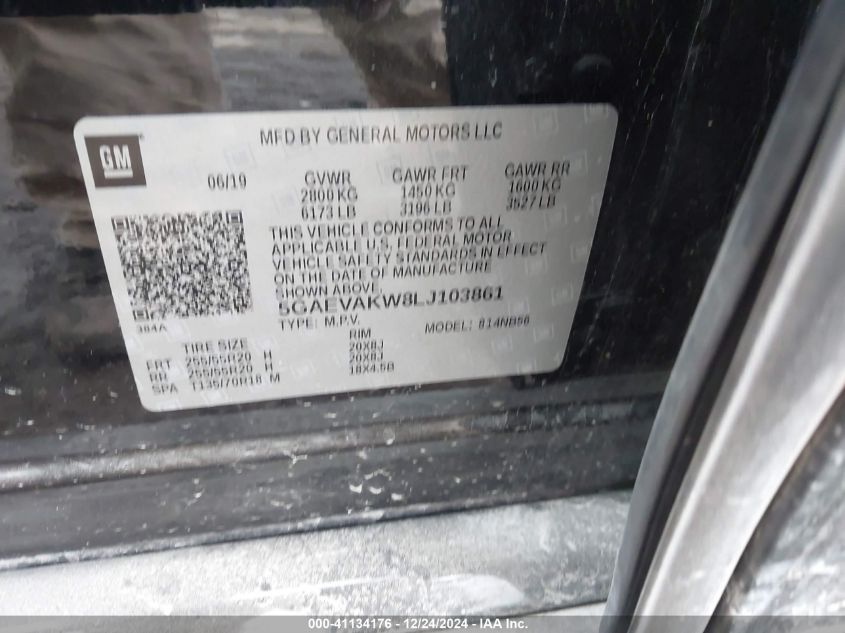 GM
MFD BY GENERAL MOTORS LLC
06/19 GVWR GAWR FRT GAWR RR
2800 KG 1450 KG 1600 KG
6173 LB 3196 LB 3527 LB
THIS VEHICLE CONFORMS TO ALL
APPLICABLE U.S. FEDERAL MOTOR
VEHICLE SAFETY STANDARDS IN EFFECT
ON THE DATE OF MANUFACTURE
SHOWN ABOVE.
5GAEVAKW8LJ103861
384A TYPE: M.P.V. MODEL: 814NB56
TIRE SIZE RIM
FRT 255/55R20 H 20X8J
RR 255/55R20 H 20X8J
SPA T135/70R18 M 18X4.5B
000-41134176 - 12/24/2024 - IAA Inc.